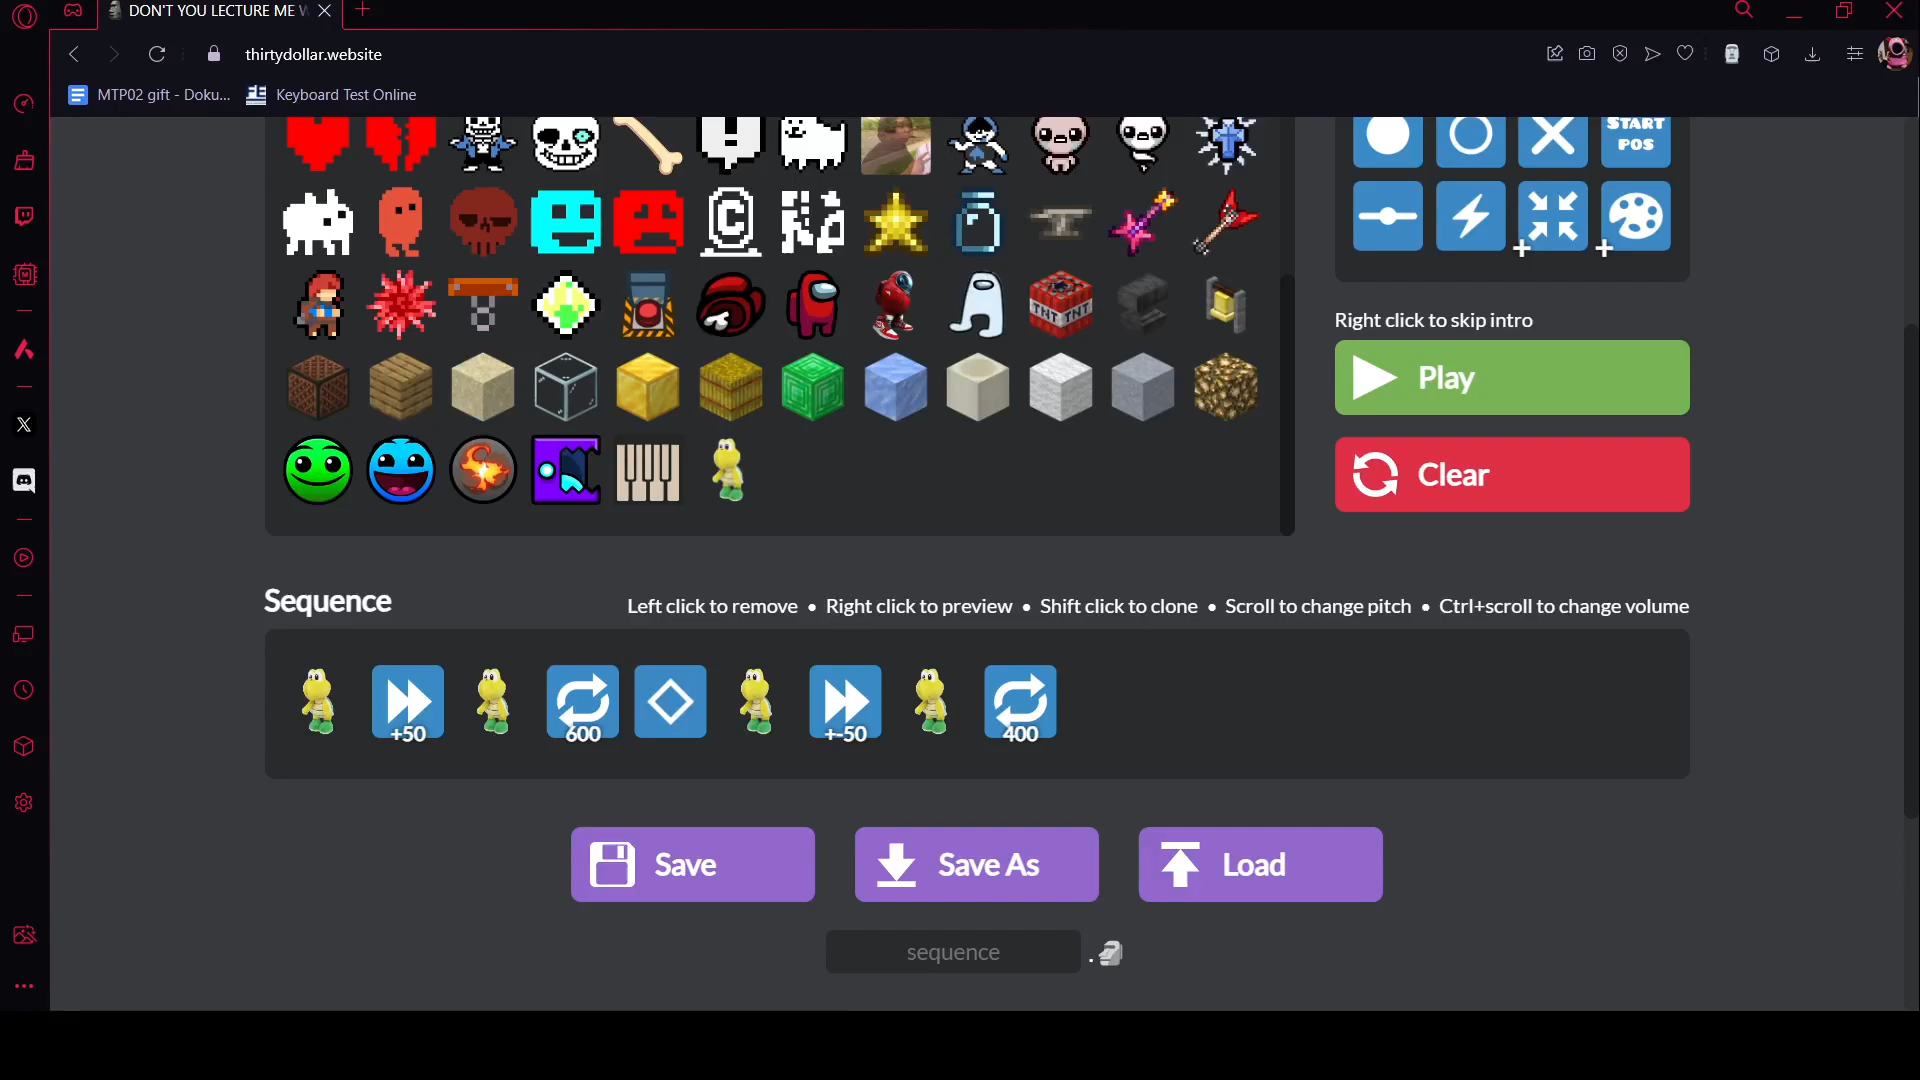 DON'T YOU LECTURE ME W
thirtydollar.website
MTP02 gift - Doku...
Keyboard Test Online
START
POS
TNT TNT
Right click to skip intro
Play
Clear
Sequence
Left click to remove • Right click to preview • Shift click to clone • Scroll to change pitch • Ctrl+scroll to change volume
+50
600
+-50
400
Save
Save As
Load
sequence
.